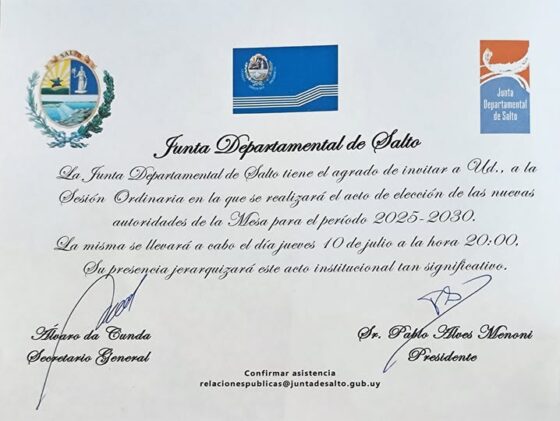 SALTO
Junta
Departamental
de Salto
Junta Departamental de Salto
La Junta Departamental de Salto tiene el agrado de invitar a Ud., a la
Sesión Ordinaria en la que se realizará el acto de elección de las nuevas
autoridades de la Mesa para el período 2025-2030.
La misma se llevará a cabo el día jueves 10 de julio a la hora 20:00.
Su presencia jerarquizará este acto institucional tan significativo.
Álvaro da Cunda
Secretario General
Sr. Pablo Alves Menoni
Presidente
Confirmar asistencia
relacionespublicas@juntadesalto.gub.uy